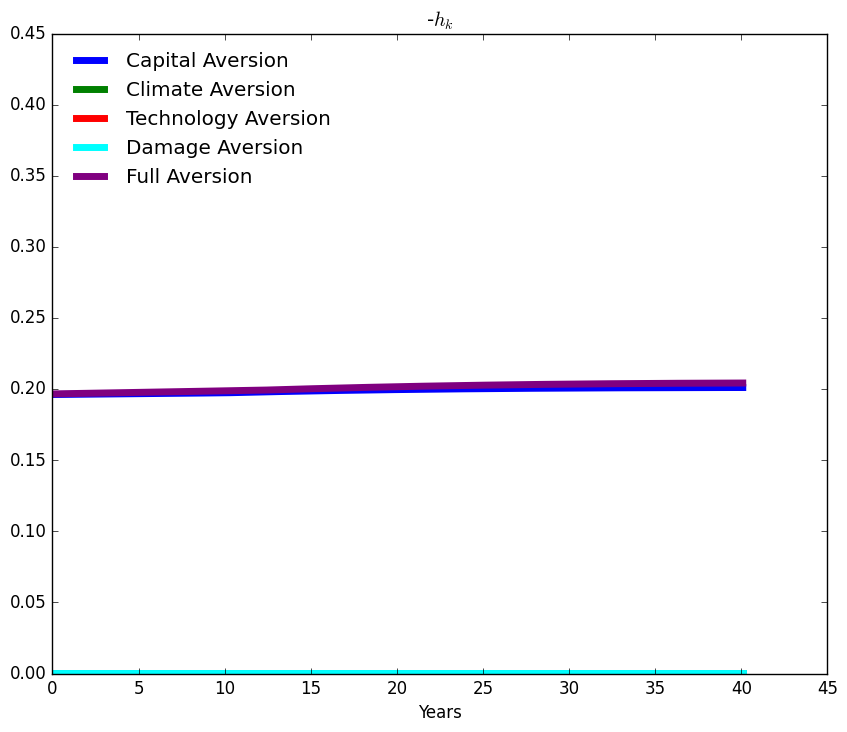 -hₖ
0.45
Capital Aversion
Climate Aversion
0.40
Technology Aversion
Damage Aversion
0.35
Full Aversion
0.30
0.25
0.20
0.15
0.10
0.05
0.00
0 5 10 15 20 25 30 35 40 45
Years